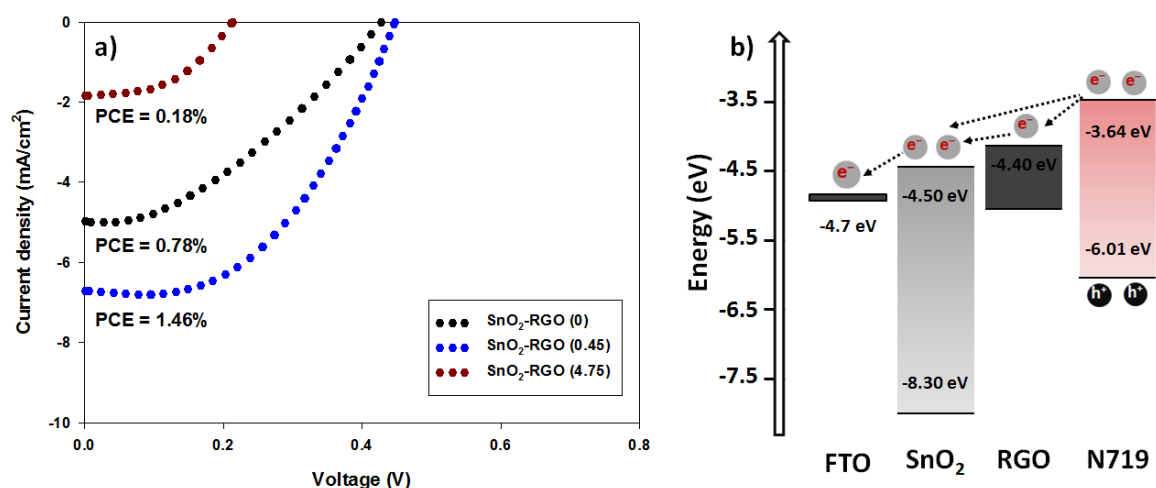 a)
Current density (mA/cm²)
0
-2
-4
-6
-8
-10
PCE = 0.18%
PCE = 0.78%
PCE = 1.46%
SnO₂-RGO (0)
SnO₂-RGO (0.45)
SnO₂-RGO (4.75)
0.0 0.2 0.4 0.6 0.8
Voltage (V)
b)
Energy (eV)
-3.5
-4.5
-5.5
-6.5
-7.5
e⁻ e⁻
e⁻
e⁻ e⁻
e⁻
-3.64 eV
-4.40 eV
-4.50 eV
-4.7 eV
-6.01 eV
h⁺ h⁺
-8.30 eV
FTO SnO₂ RGO N719